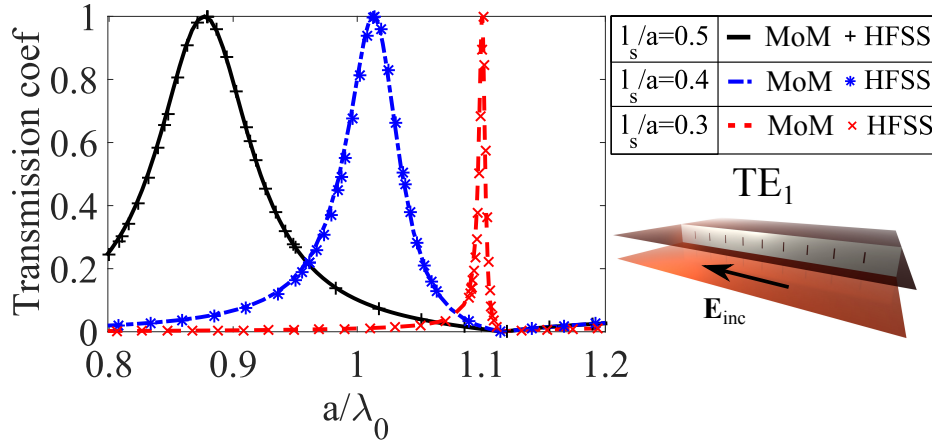 Transmission coef
1
0.8
0.6
0.4
0.2
0
0.8 0.9 1 1.1 1.2
a/λ₀
lₛ/a=0.5 MoM + HFSS
lₛ/a=0.4 MoM * HFSS
lₛ/a=0.3 MoM × HFSS
TE₁
E_inc